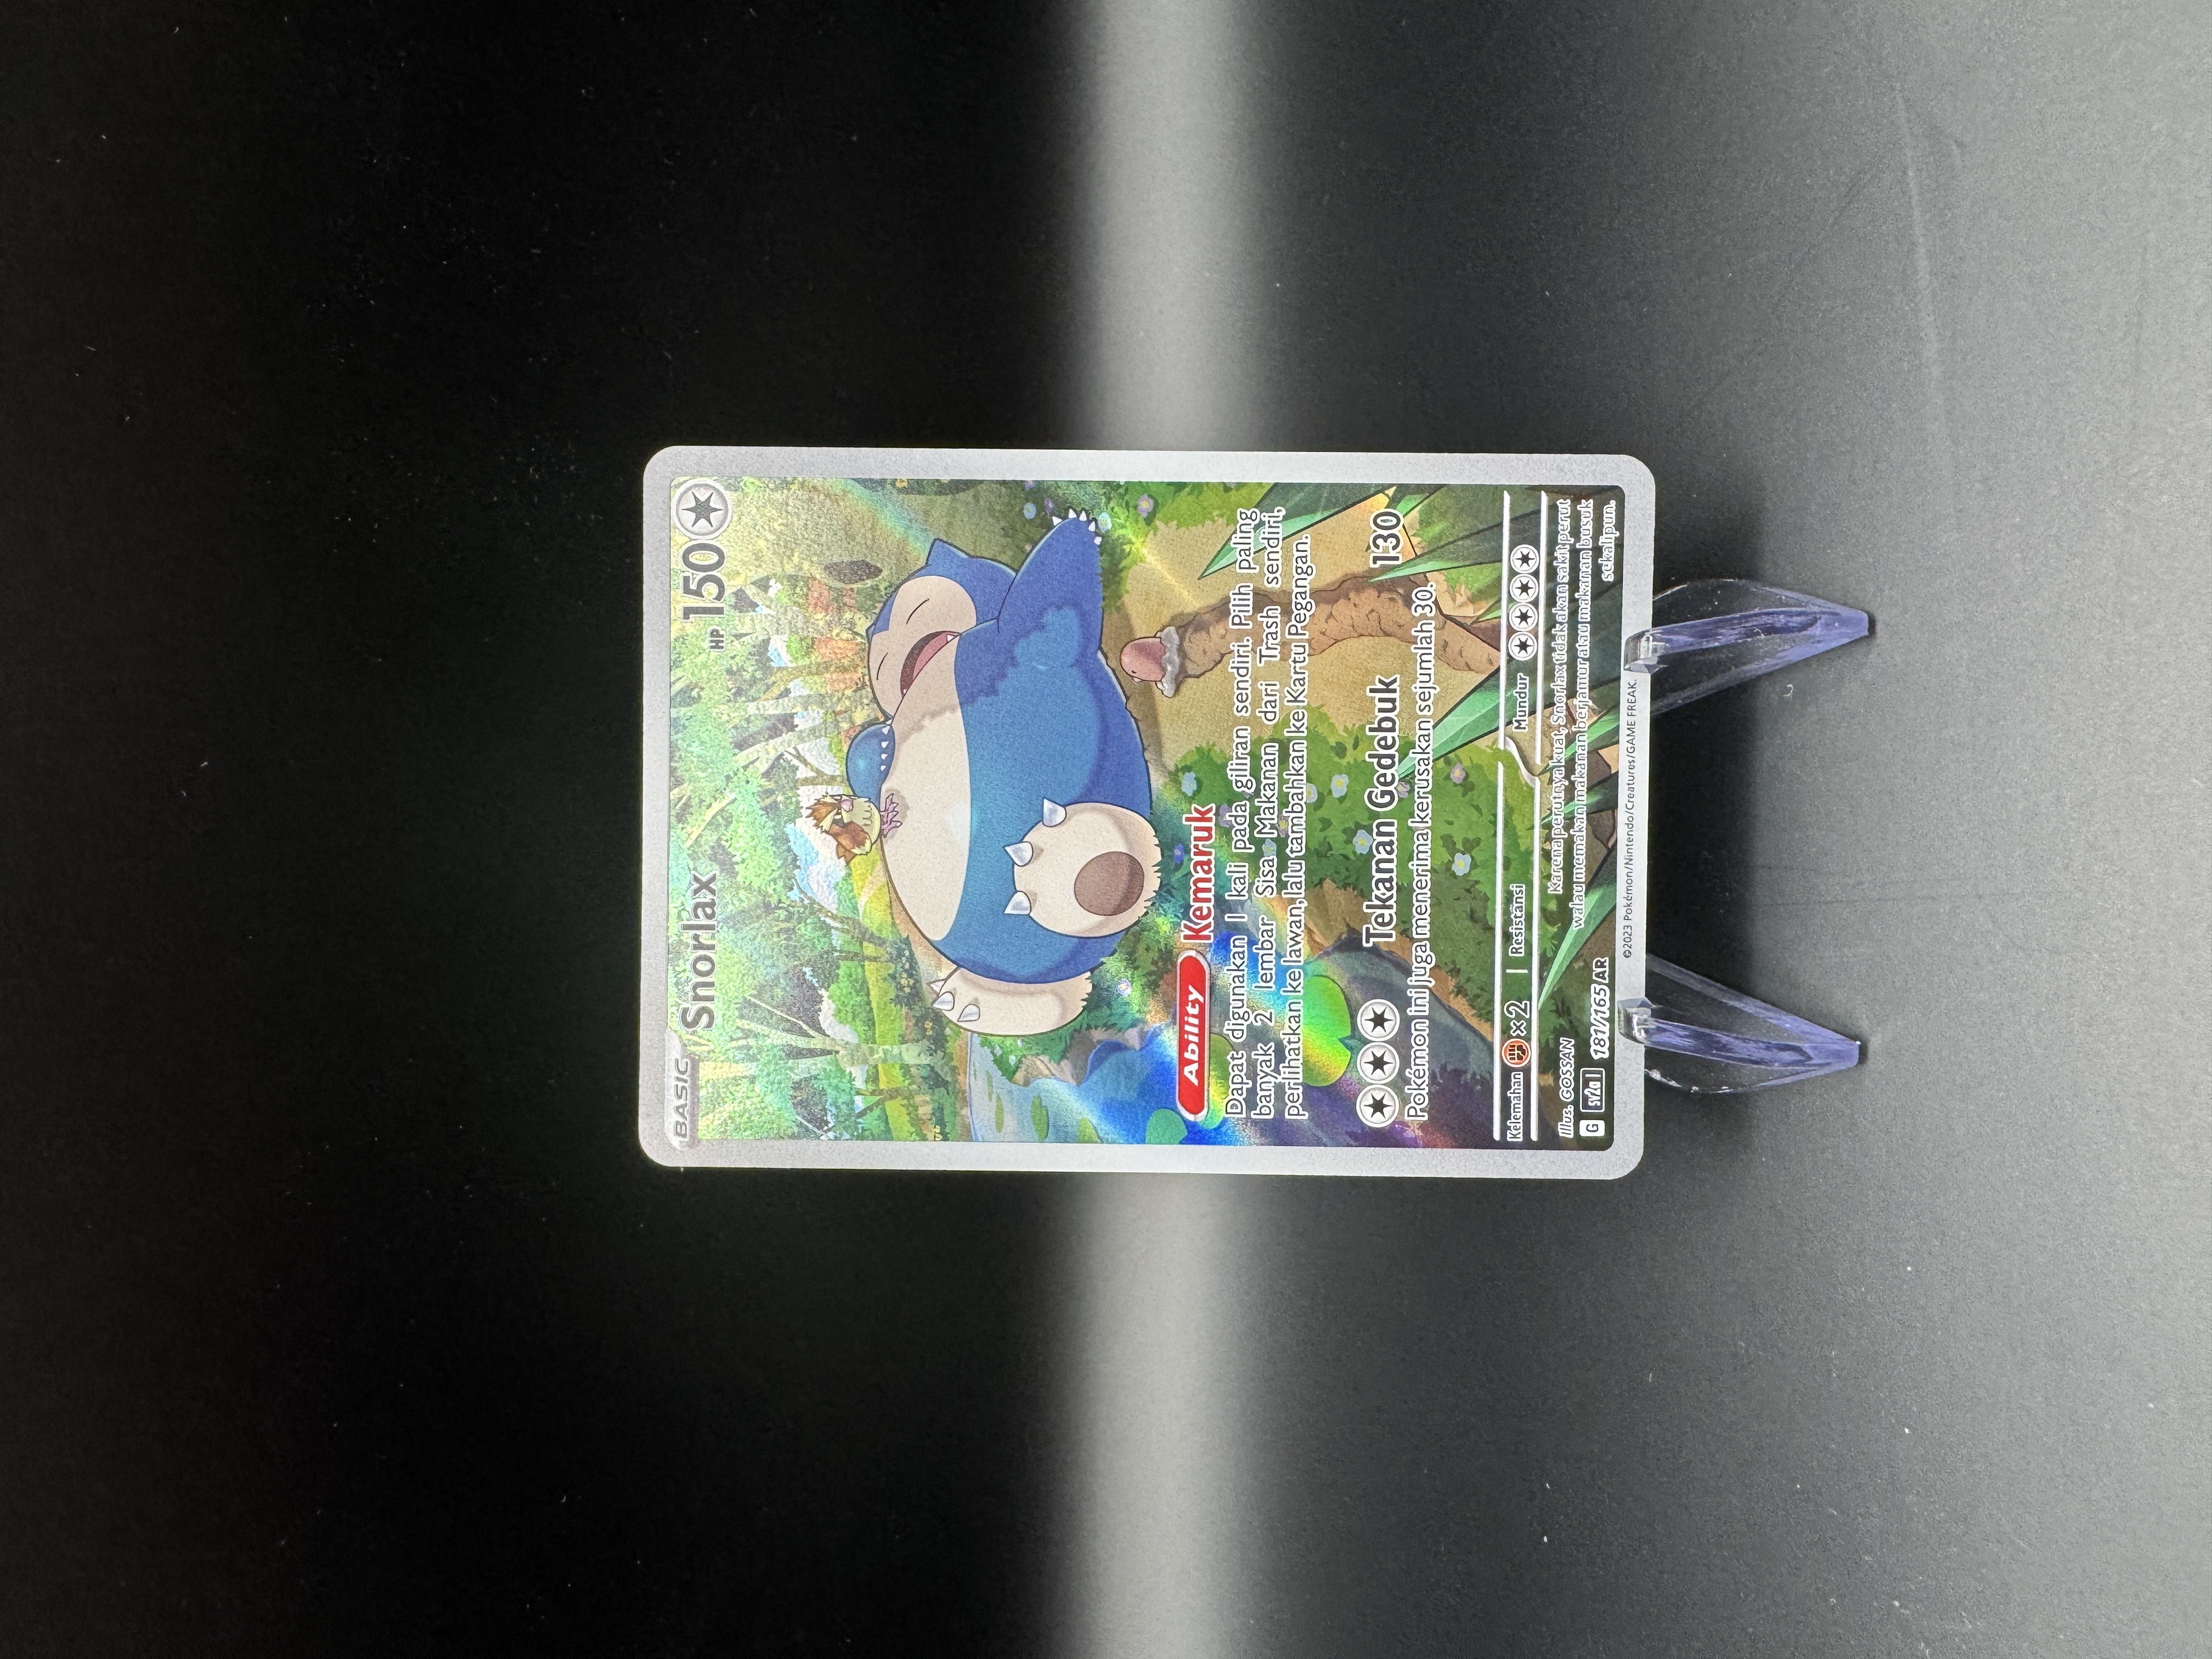 BASIC Snorlax HP 150
Ability Kemaruk
Dapat digunakan 1 kali pada giliran sendiri. Pilih paling
banyak 2 lembar Sisa Makanan dari Trash sendiri,
perlihatkan ke lawan, lalu tambahkan ke Kartu Pegangan.
Tekanan Gedebuk 130
Pokémon ini juga menerima kerusakan sejumlah 30.
Kelemahan ×2 Resistansi Mundur
Illus. GOSSAN
Karena perutnya kuat, Snorlax tidak akan sakit perut
walau memakan makanan berjamur atau makanan busuk
sekalipun.
G sv2a I 181/165 AR
©2023 Pokémon/Nintendo/Creatures/GAME FREAK.